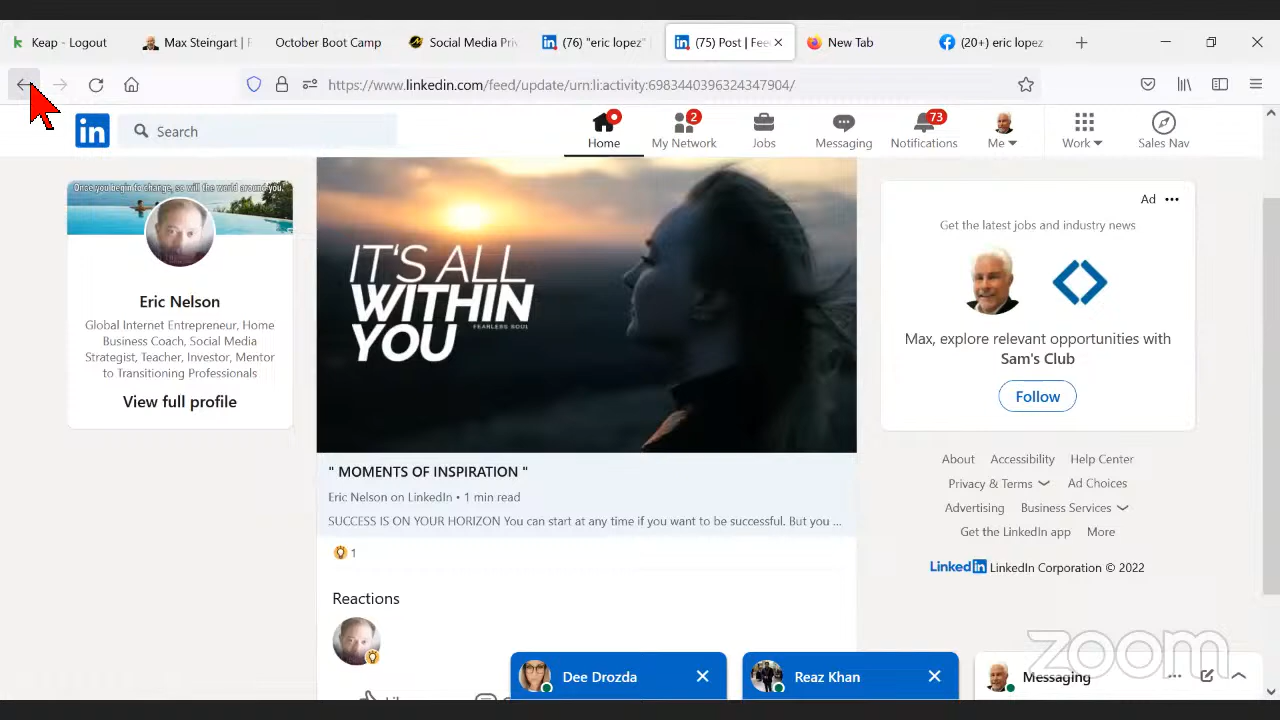 Keap - Logout
Max Steingart | F
October Boot Camp
Social Media Pri
(76) "eric lopez"
(75) Post | Fee
New Tab
(20+) eric lopez
https://www.linkedin.com/feed/update/urn:li:activity:6983440396324347904/
in
Search
Home
2
My Network
Jobs
Messaging
73
Notifications
Me
Work
Sales Nav
Once you begin to change, so will the world around you.
Eric Nelson
Global Internet Entrepreneur, Home
Business Coach, Social Media
Strategist, Teacher, Investor, Mentor
to Transitioning Professionals
View full profile
IT'S ALL
WITHIN
YOU
FEARLESS SOUL
" MOMENTS OF INSPIRATION "
Eric Nelson on LinkedIn • 1 min read
SUCCESS IS ON YOUR HORIZON You can start at any time if you want to be successful. But you ...
1
Reactions
Ad
Get the latest jobs and industry news
Max, explore relevant opportunities with
Sam's Club
Follow
About Accessibility Help Center
Privacy & Terms Ad Choices
Advertising Business Services
Get the LinkedIn app More
LinkedIn LinkedIn Corporation © 2022
Dee Drozda
Reaz Khan
Messaging
zoom